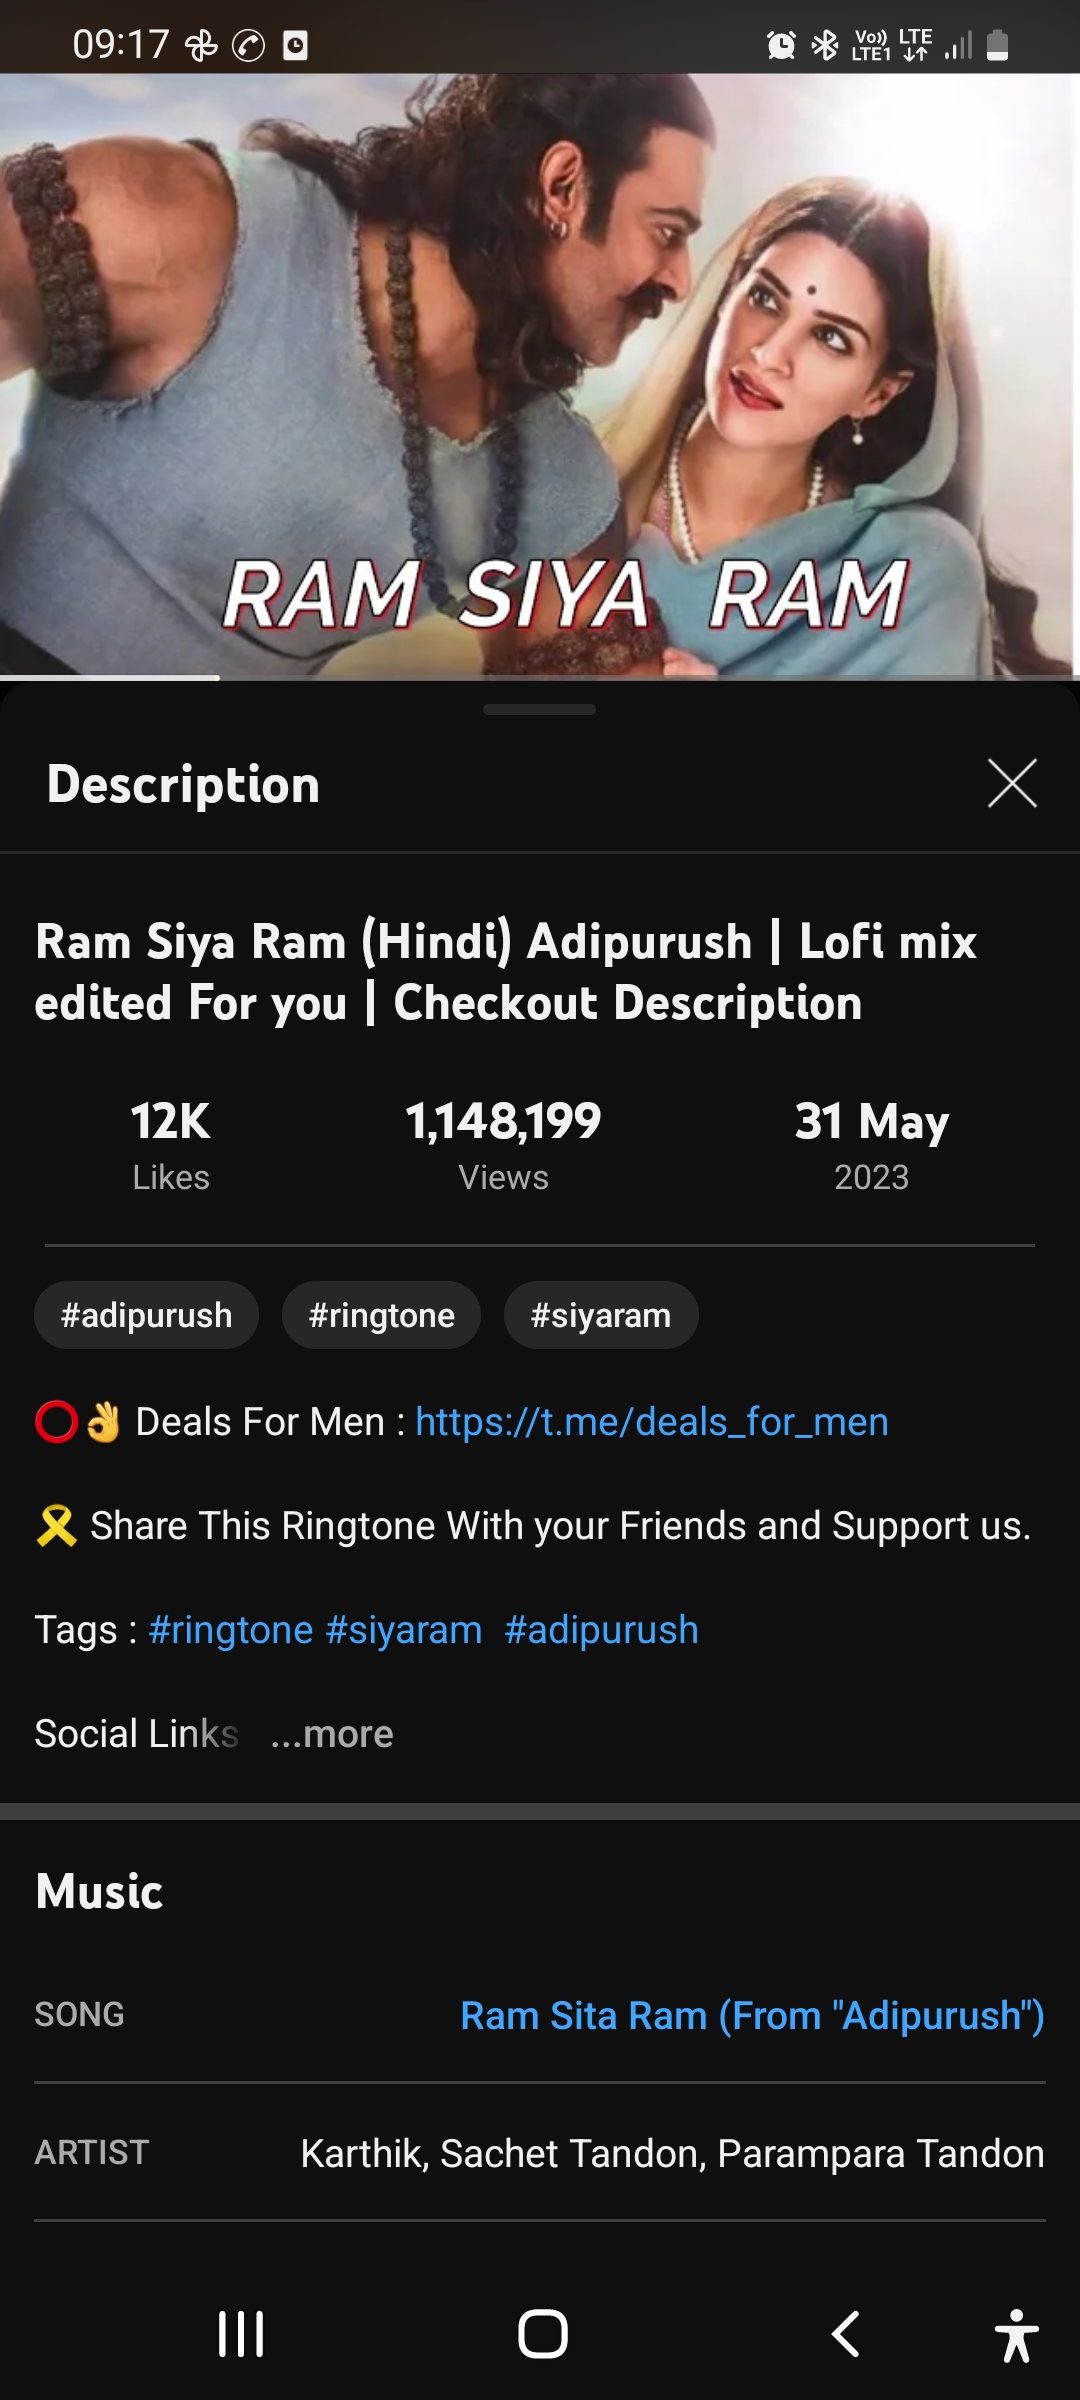 09:17
Vo)) LTE
LTE1
RAM SIYA RAM
Description
Ram Siya Ram (Hindi) Adipurush | Lofi mix
edited For you | Checkout Description
12K 1,148,199 31 May
Likes Views 2023
#adipurush #ringtone #siyaram
⭕👌 Deals For Men : https://t.me/deals_for_men
🎗 Share This Ringtone With your Friends and Support us.
Tags : #ringtone #siyaram #adipurush
Social Links ...more
Music
SONG Ram Sita Ram (From "Adipurush")
ARTIST Karthik, Sachet Tandon, Parampara Tandon